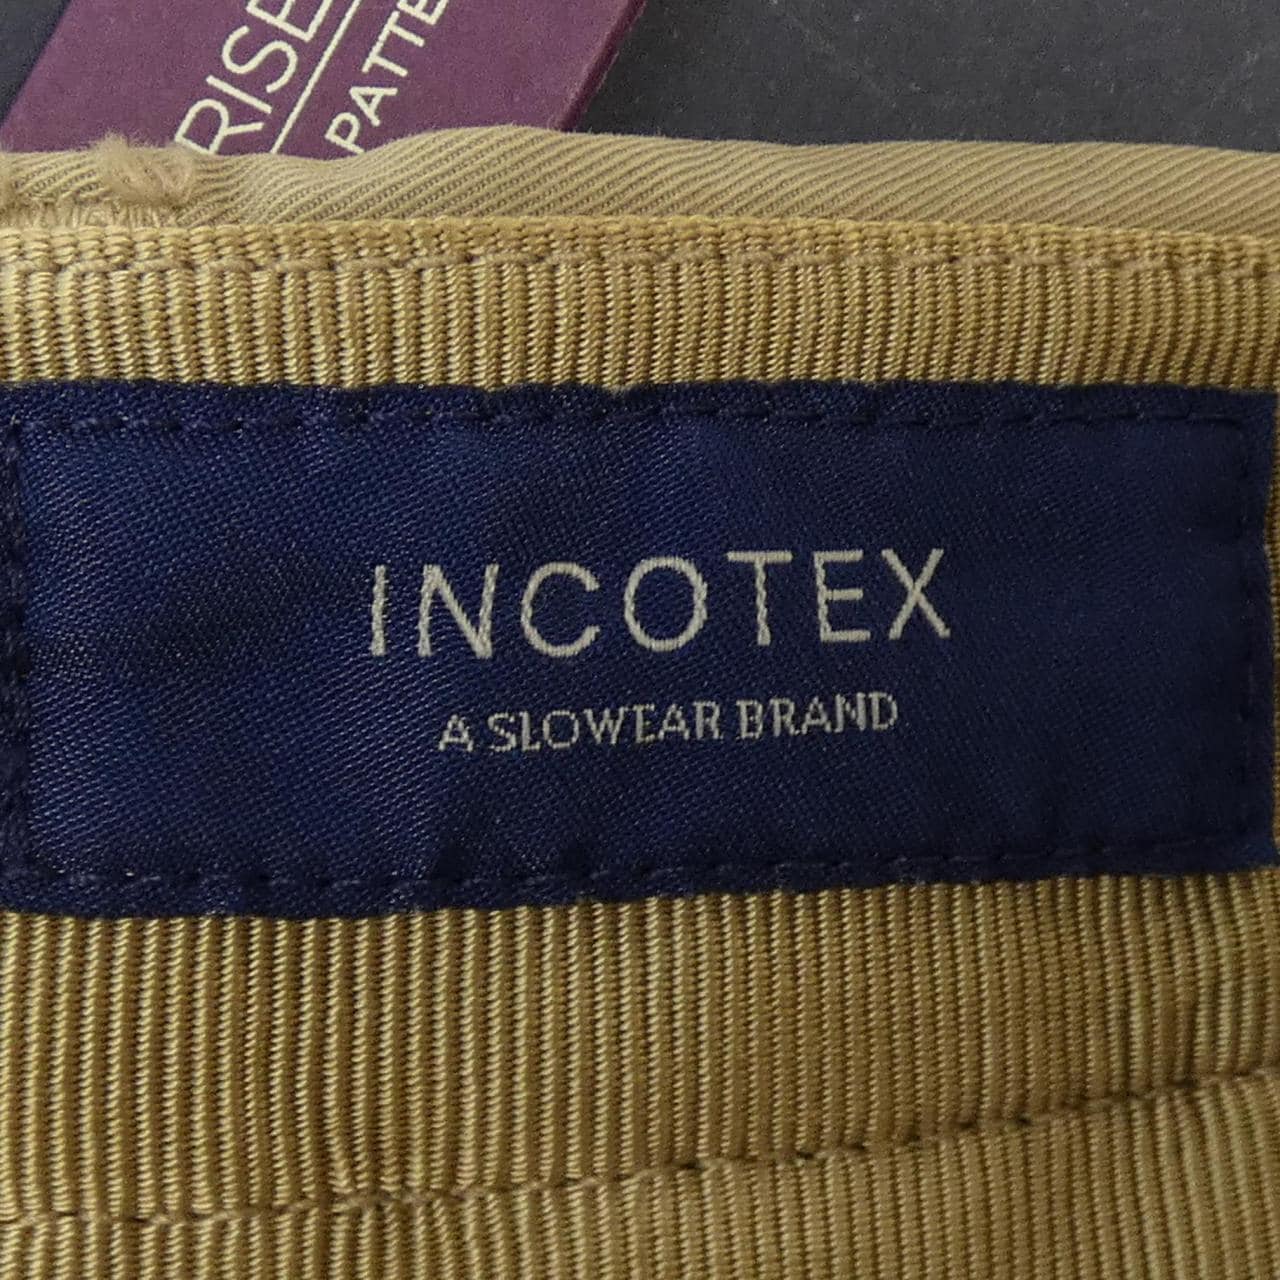 RISE
PATTE
INCOTEX
A SLOWEAR BRAND